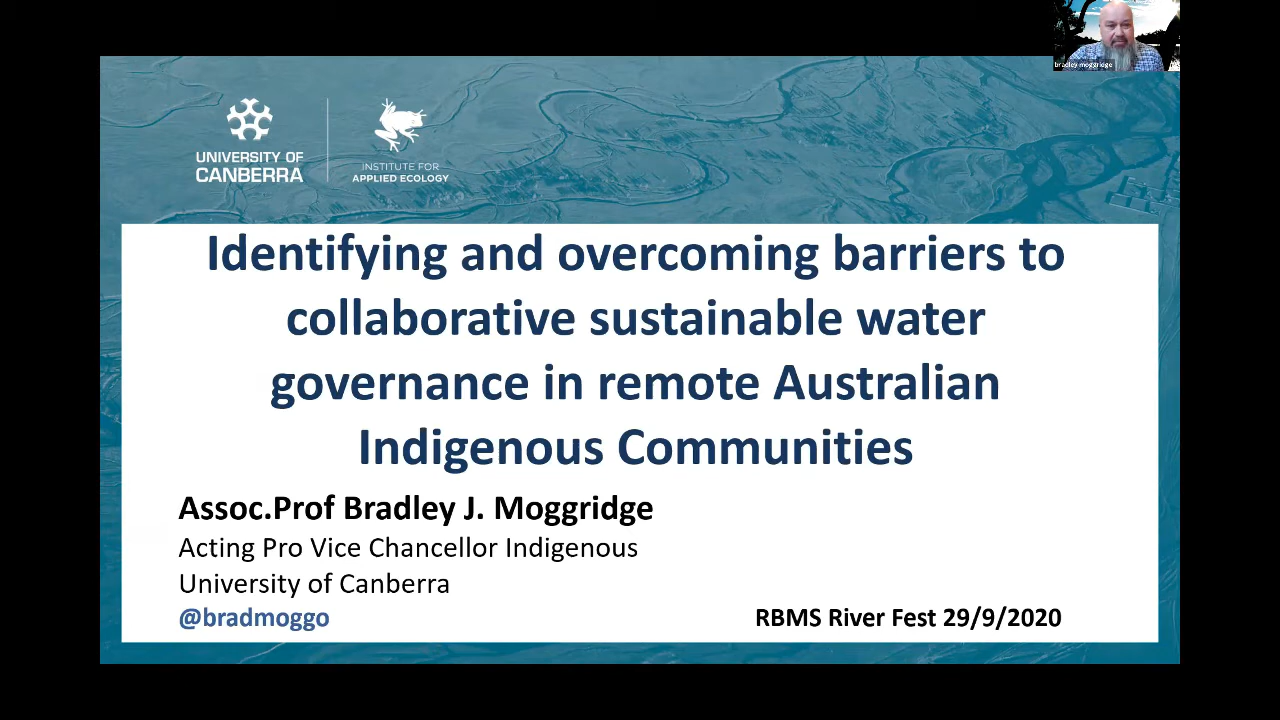 bradley moggridge
UNIVERSITY OF
CANBERRA
INSTITUTE FOR
APPLIED ECOLOGY
Identifying and overcoming barriers to
collaborative sustainable water
governance in remote Australian
Indigenous Communities
Assoc.Prof Bradley J. Moggridge
Acting Pro Vice Chancellor Indigenous
University of Canberra
@bradmoggo
RBMS River Fest 29/9/2020